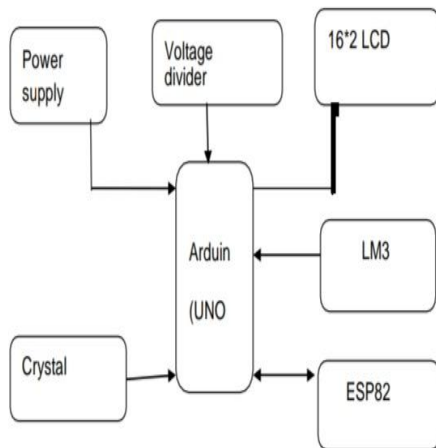 Power
supply
Voltage
divider
16*2 LCD
Arduin
(UNO
LM3
Crystal
ESP82